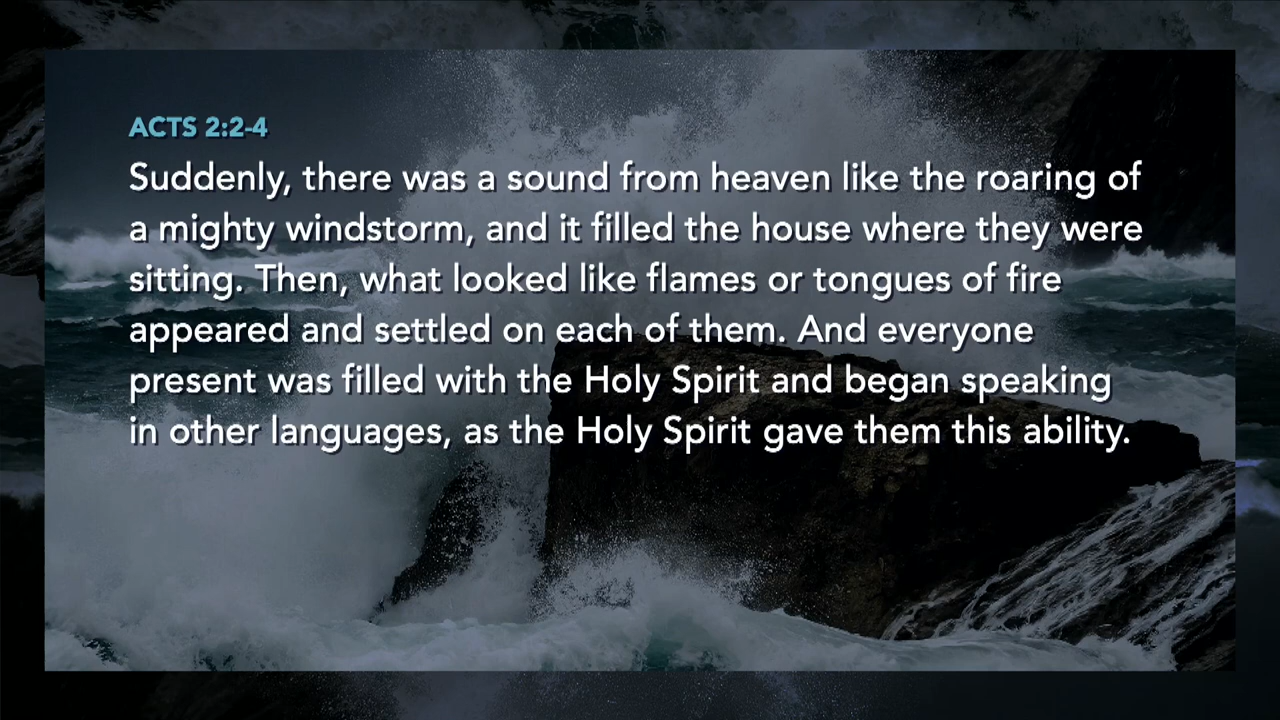 ACTS 2:2-4
Suddenly, there was a sound from heaven like the roaring of
a mighty windstorm, and it filled the house where they were
sitting. Then, what looked like flames or tongues of fire
appeared and settled on each of them. And everyone
present was filled with the Holy Spirit and began speaking
in other languages, as the Holy Spirit gave them this ability.